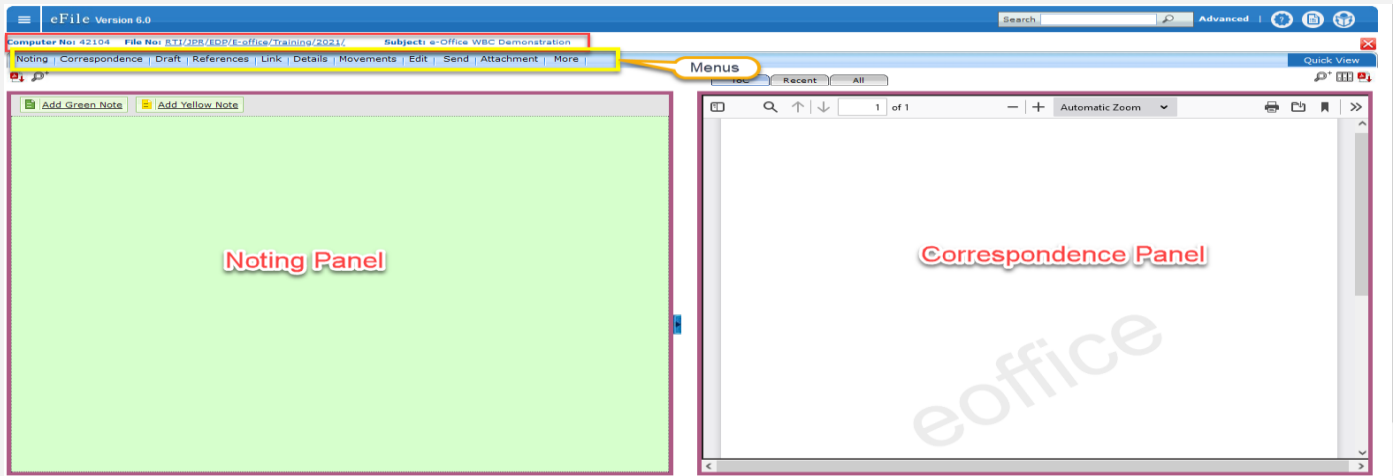 eFile Version 6.0
Search
Advanced
Computer No: 42104 File No: RTI/JPR/EDP/E-office/Training/2021/ Subject: e-Office WBC Demonstration
Noting Correspondence Draft References Link Details Movements Edit Send Attachment More
Quick View
Menus
TOC Recent All
Add Green Note Add Yellow Note
1 of 1
Automatic Zoom
Noting Panel
Correspondence Panel
eoffice